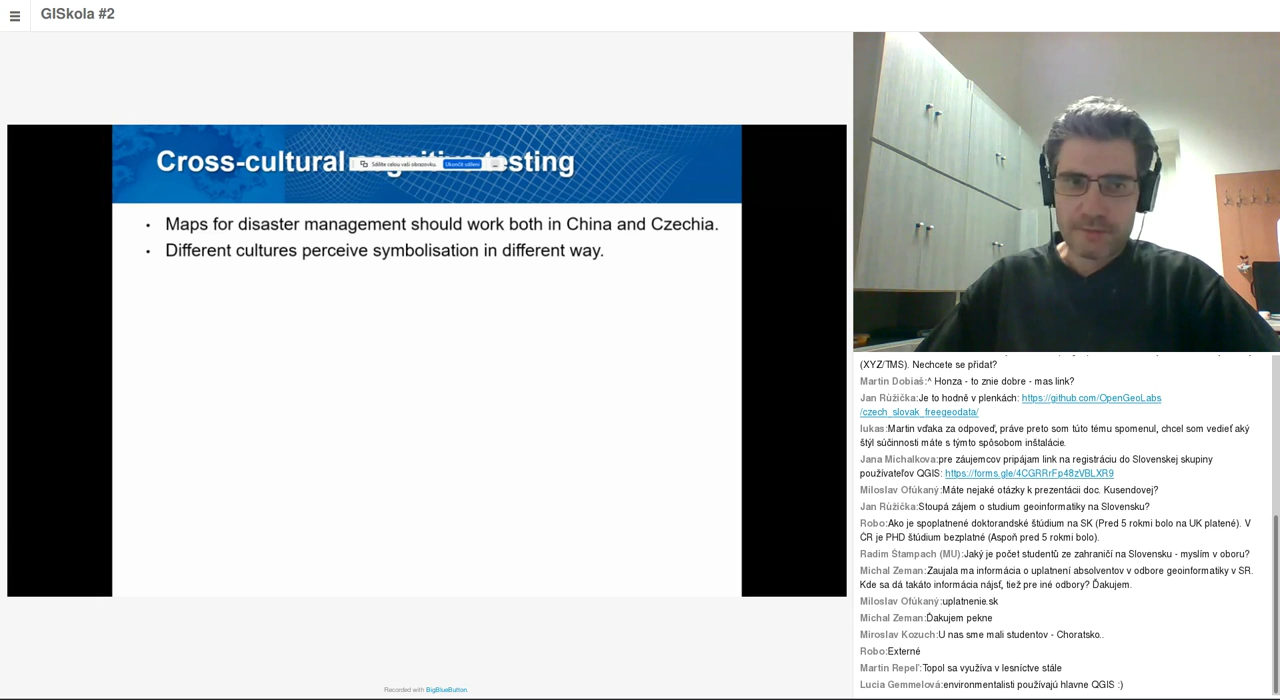 GISkola #2
Cross-cultural testing
Sdílíte celou vaši obrazovku. Ukončit sdílení
• Maps for disaster management should work both in China and Czechia.
• Different cultures perceive symbolisation in different way.
(XYZ/TMS). Nechcete se přidat?
Martin Dobiaš:^ Honza - to znie dobre - mas link?
Jan Růžička:Je to hodně v plenkách: https://github.com/OpenGeoLabs
/czech_slovak_freegeodata/
lukas:Martin vďaka za odpoveď, práve preto som túto tému spomenul, chcel som vedieť aký
štýl súčinnosti máte s týmto spôsobom inštalácie.
Jana Michalkova:pre záujemcov pripájam link na registráciu do Slovenskej skupiny
používateľov QGIS: https://forms.gle/4CGRRrFp48zVBLXR9
Miloslav Ofúkaný:Máte nejaké otázky k prezentácii doc. Kusendovej?
Jan Růžička:Stoupá zájem o studium geoinformatiky na Slovensku?
Robo:Ako je spoplatnené doktorandské štúdium na SK (Pred 5 rokmi bolo na UK platené). V
ČR je PHD štúdium bezplatné (Aspoň pred 5 rokmi bolo).
Radim Štampach (MU):Jaký je počet studentů ze zahraničí na Slovensku - myslím v oboru?
Michal Zeman:Zaujala ma informácia o uplatnení absolventov v odbore geoinformatiky v SR.
Kde sa dá takáto informácia nájsť, tiež pre iné odbory? Ďakujem.
Miloslav Ofúkaný:uplatnenie.sk
Michal Zeman:Ďakujem pekne
Miroslav Kozuch:U nas sme mali studentov - Choratsko..
Robo:Externé
Martin Repeľ:Topol sa využíva v lesníctve stále
Lucia Gemmelová:environmentalisti používajú hlavne QGIS :)
Recorded with BigBlueButton.